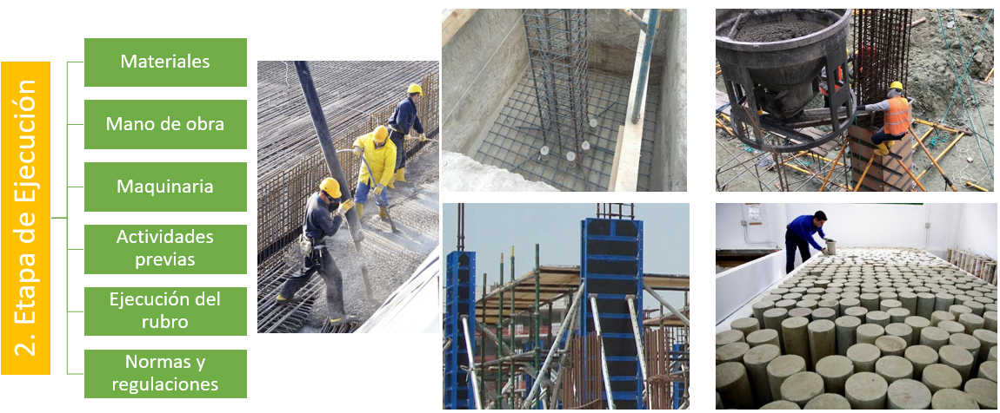 2. Etapa de Ejecución
Materiales
Mano de obra
Maquinaria
Actividades
previas
Ejecución del
rubro
Normas y
regulaciones